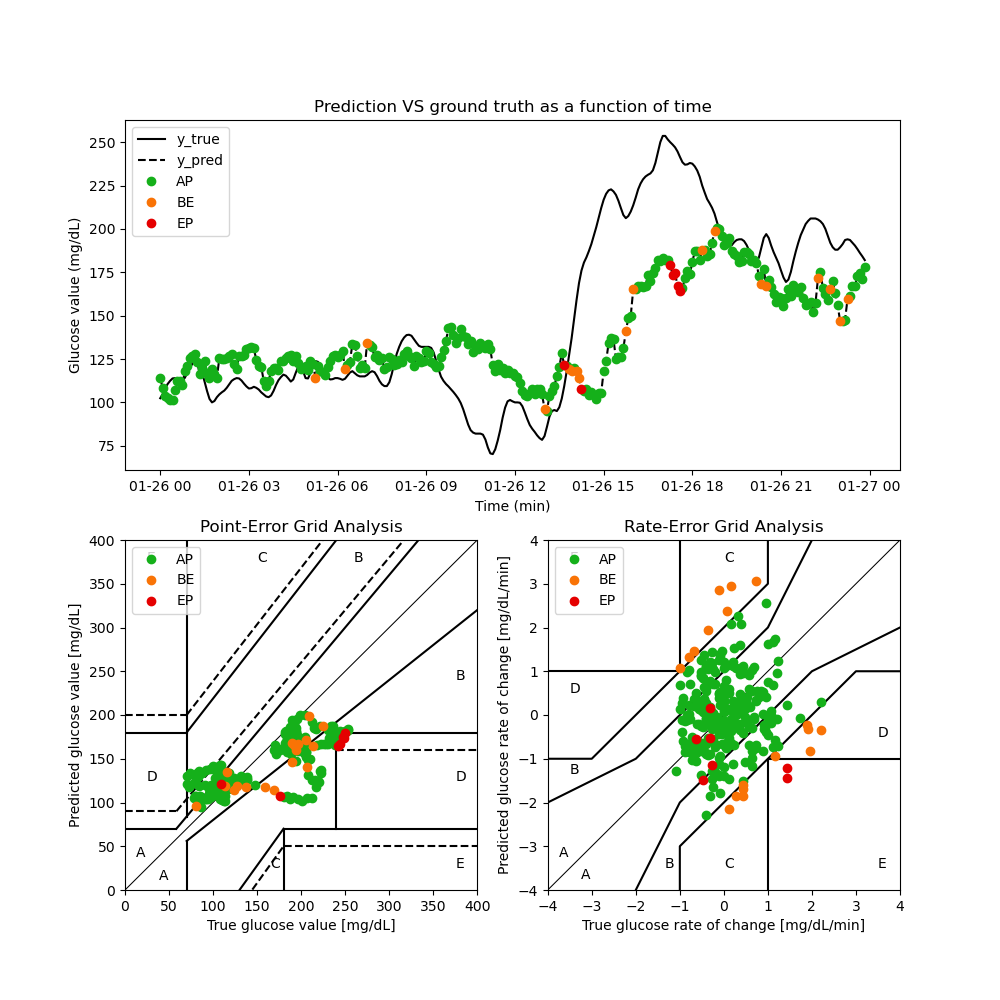 Prediction VS ground truth as a function of time
Glucose value (mg/dL)
250
225
200
175
150
125
100
75
y_true
y_pred
AP
BE
EP
01-26 00 01-26 03 01-26 06 01-26 09 01-26 12 01-26 15 01-26 18 01-26 21 01-27 00
Time (min)
Point-Error Grid Analysis
Predicted glucose value [mg/dL]
400
350
300
250
200
150
100
50
0
AP
BE
EP
C
B
B
D
D
A
A
C
E
0 50 100 150 200 250 300 350 400
True glucose value [mg/dL]
Rate-Error Grid Analysis
Predicted glucose rate of change [mg/dL/min]
4
3
2
1
0
−1
−2
−3
−4
AP
BE
EP
C
D
D
B
A
A
B
C
E
−4 −3 −2 −1 0 1 2 3 4
True glucose rate of change [mg/dL/min]